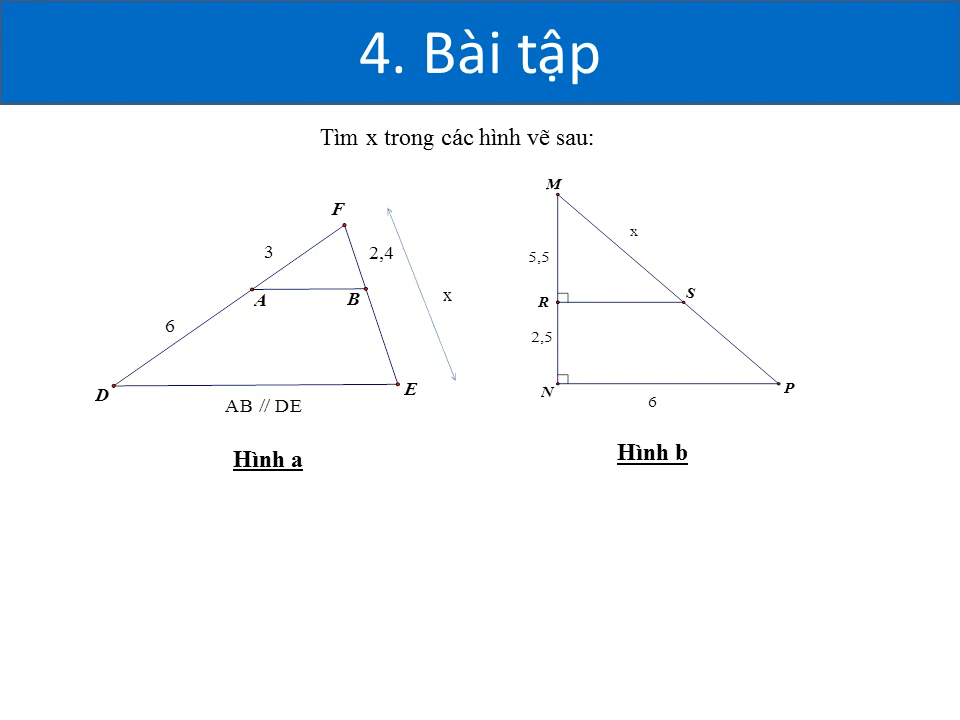 4. Bài tập
Tìm x trong các hình vẽ sau:
F
3
2,4
A
B
x
6
D
E
AB // DE
Hình a
M
x
5,5
R
S
2,5
N
P
6
Hình b